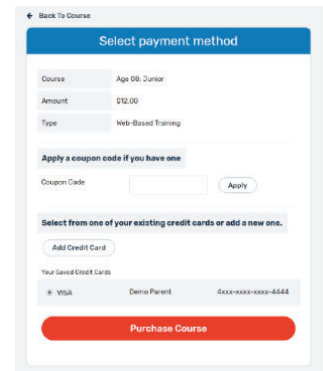 ← Back To Course
Select payment method
Course Age 06: Junior
Amount $12.00
Type Web-Based Training
Apply a coupon code if you have one
Coupon Code Apply
Select from one of your existing credit cards or add a new one.
Add Credit Card
Your Saved Credit Cards
VISA Demo Parent 4xxx-xxxx-xxxx-4444
Purchase Course